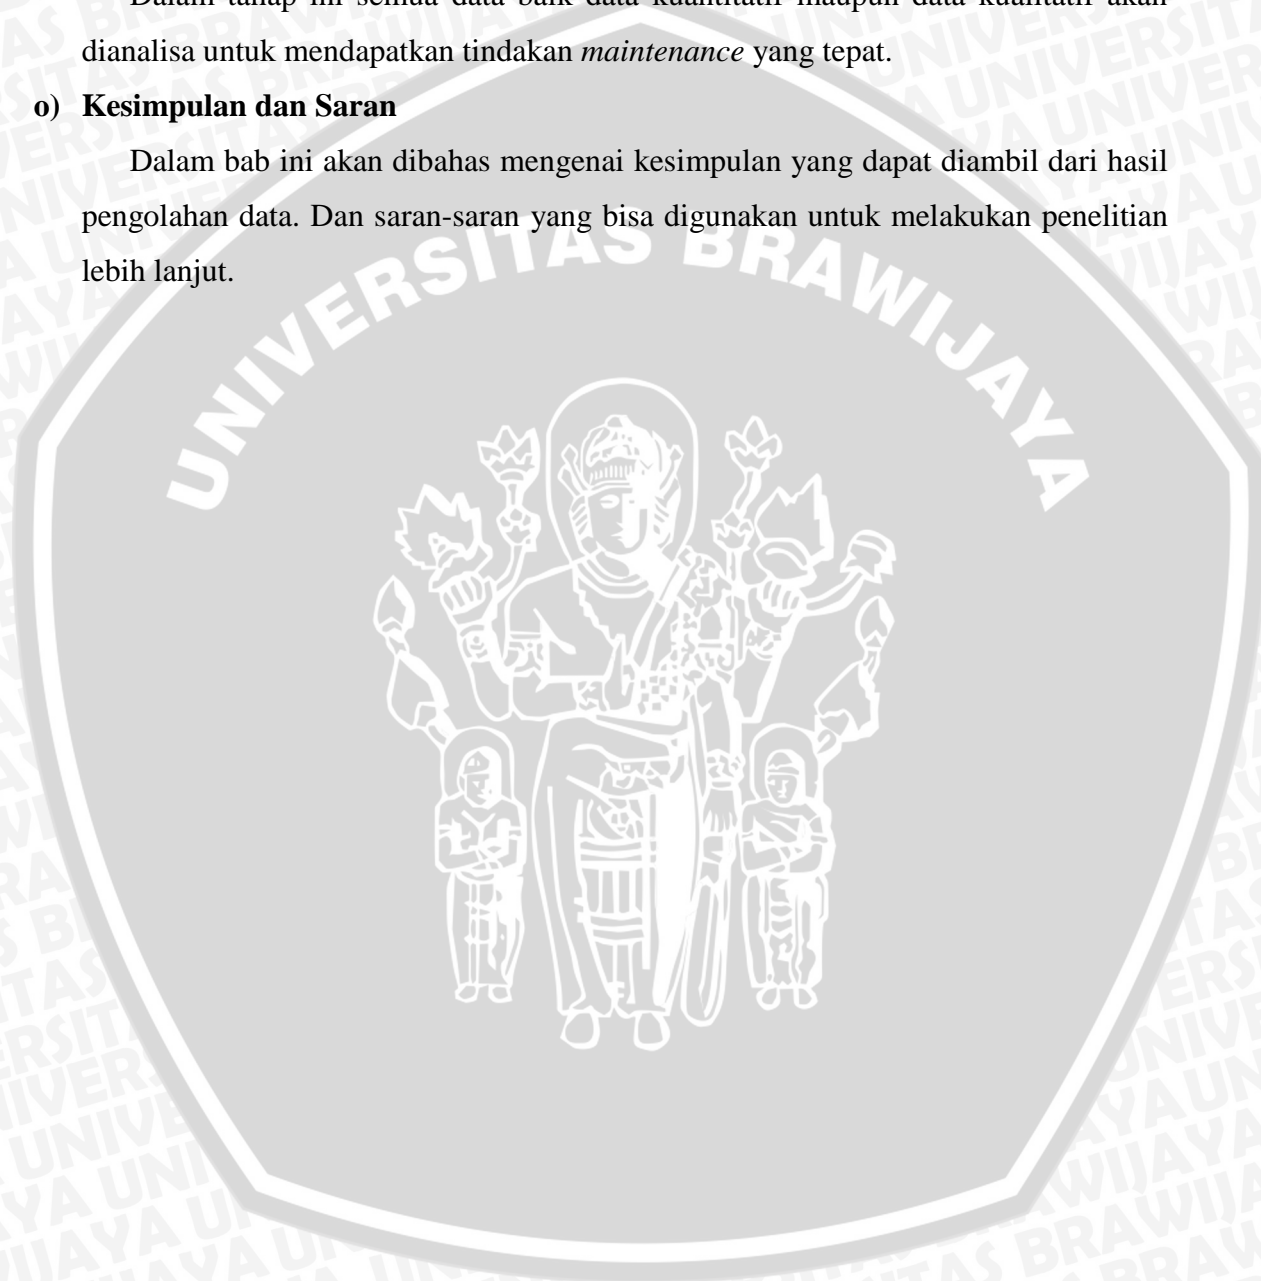 Dalam tahap ini semua data baik data kuantitatif maupun data kualitatif akan
dianalisa untuk mendapatkan tindakan maintenance yang tepat.
o) Kesimpulan dan Saran
Dalam bab ini akan dibahas mengenai kesimpulan yang dapat diambil dari hasil
pengolahan data. Dan saran-saran yang bisa digunakan untuk melakukan penelitian
lebih lanjut.
UNIVERSITAS BRAWIJAYA